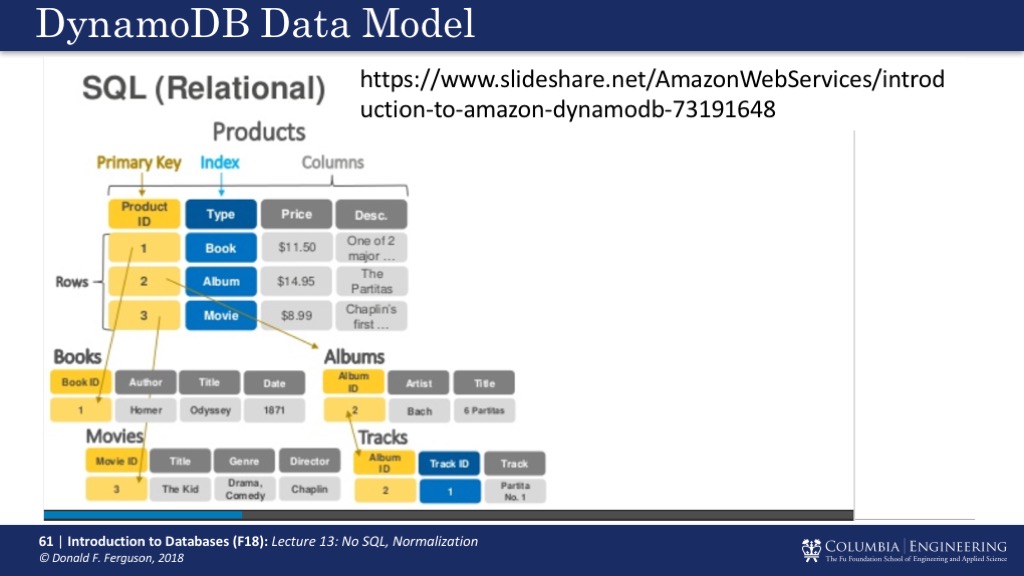 DynamoDB Data Model
SQL (Relational)
https://www.slideshare.net/AmazonWebServices/introd
uction-to-amazon-dynamodb-73191648
Products
Primary Key Index Columns
Product
ID
Type Price Desc.
Rows
1 Book $11.50 One of 2
major ...
2 Album $14.95 The
Partitas
3 Movie $8.99 Chaplin's
first ...
Books
Book ID Author Title Date
1 Homer Odyssey 1871
Albums
Album
ID
Artist Title
2 Bach 6 Partitas
Movies
Movie ID Title Genre Director
3 The Kid Drama,
Comedy
Chaplin
Tracks
Album
ID
Track ID Track
2 1 Partita
No. 1
61 | Introduction to Databases (F18): Lecture 13: No SQL, Normalization
© Donald F. Ferguson, 2018
COLUMBIA | ENGINEERING
The Fu Foundation School of Engineering and Applied Science